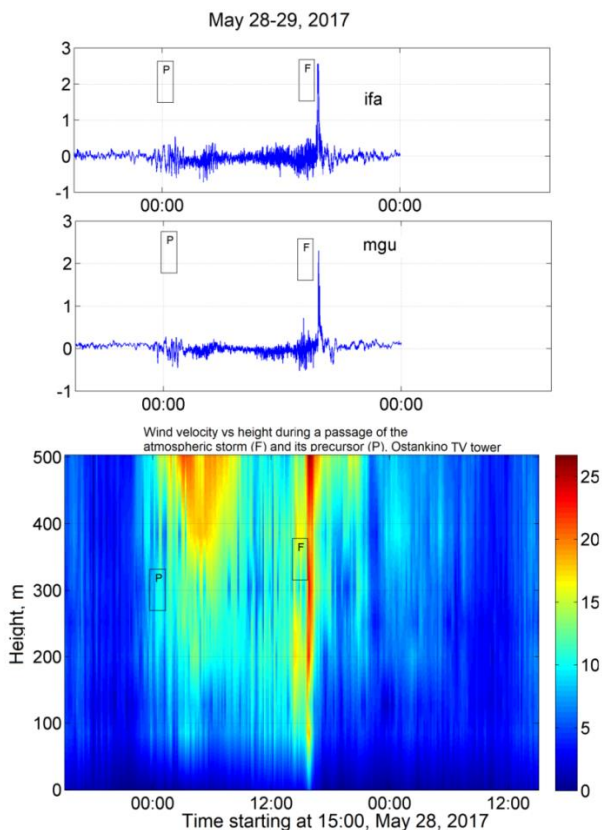 May 28-29, 2017
3
2
1
0
-1
P
F
ifa
00:00
00:00
3
2
1
0
-1
P
F
mgu
00:00
00:00
Wind velocity vs height during a passage of the
atmospheric storm (F) and its precursor (P). Ostankino TV tower
Height, m
500
400
300
200
100
0
P
F
25
20
15
10
5
0
00:00
12:00
00:00
12:00
Time starting at 15:00, May 28, 2017